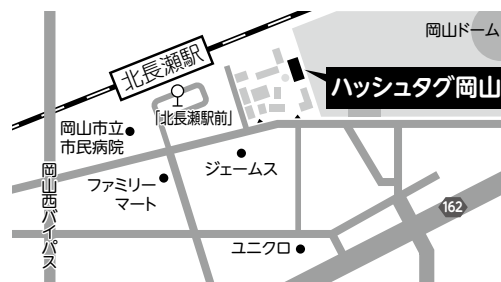 岡山ドーム
北長瀬駅
ハッシュタグ岡山
「北長瀬駅前」
岡山市立
市民病院
ジェームス
ファミリー
マート
岡山西バイパス
162
ユニクロ